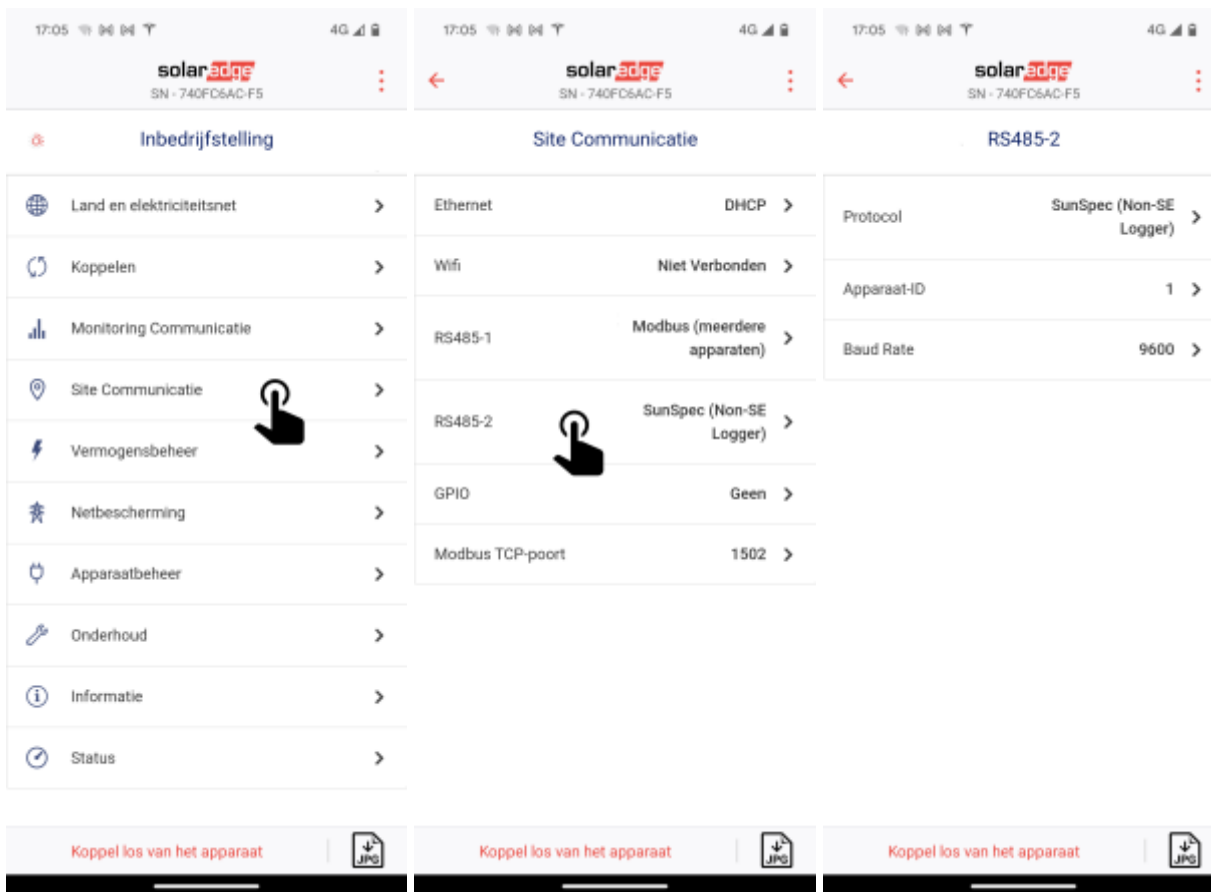 17:05 4G
solaredge
SN - 740FC6AC-F5
Inbedrijfstelling
Land en elektriciteitsnet
Koppelen
Monitoring Communicatie
Site Communicatie
Vermogensbeheer
Netbescherming
Apparaatbeheer
Onderhoud
Informatie
Status
Koppel los van het apparaat
JPG
17:05 4G
solaredge
SN - 740FC6AC-F5
Site Communicatie
Ethernet DHCP
Wifi Niet Verbonden
RS485-1 Modbus (meerdere
apparaten)
RS485-2 SunSpec (Non-SE
Logger)
GPIO Geen
Modbus TCP-poort 1502
Koppel los van het apparaat
JPG
17:05 4G
solaredge
SN - 740FC6AC-F5
RS485-2
Protocol SunSpec (Non-SE
Logger)
Apparaat-ID 1
Baud Rate 9600
Koppel los van het apparaat
JPG